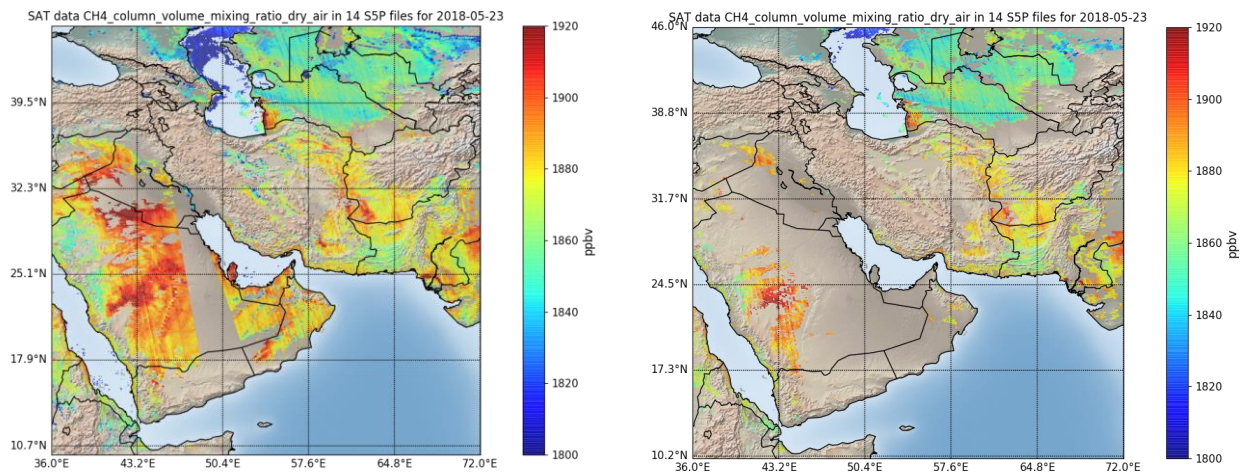 SAT data CH4_column_volume_mixing_ratio_dry_air in 14 S5P files for 2018-05-23
1920
1900
39.5°N
1880
32.3°N
1860
ppbv
25.1°N
1840
17.9°N
1820
10.7°N
1800
36.0°E 43.2°E 50.4°E 57.6°E 64.8°E 72.0°E
SAT data CH4_column_volume_mixing_ratio_dry_air in 14 S5P files for 2018-05-23
46.0°N
1920
1900
38.8°N
1880
31.7°N
1860
ppbv
24.5°N
1840
17.3°N
1820
10.2°N
1800
36.0°E 43.2°E 50.4°E 57.6°E 64.8°E 72.0°E